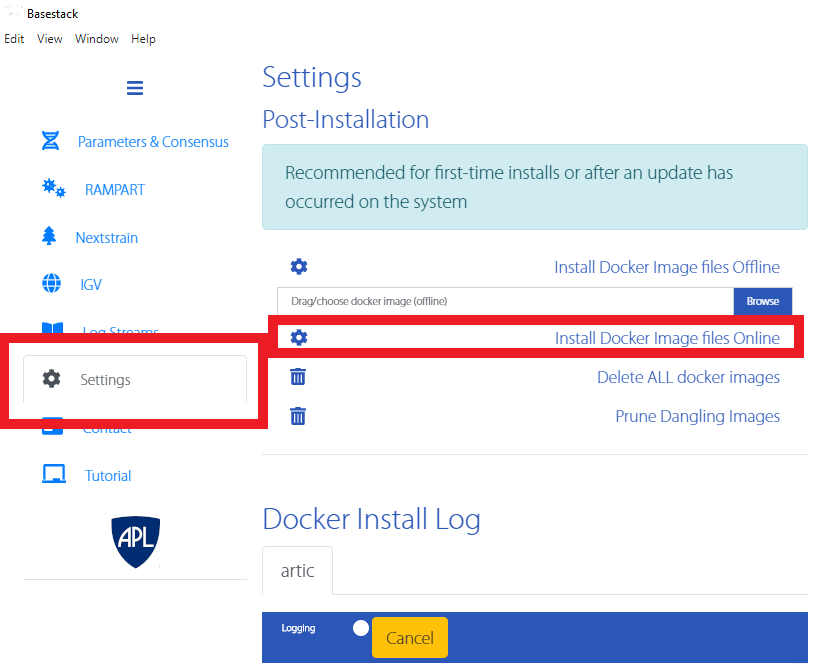 Basestack
Edit View Window Help
Parameters & Consensus
RAMPART
Nextstrain
IGV
Log Streams
Settings
Contact
Tutorial
APL
Settings
Post-Installation
Recommended for first-time installs or after an update has
occurred on the system
Install Docker Image files Offline
Drag/choose docker image (offline) Browse
Install Docker Image files Online
Delete ALL docker images
Prune Dangling Images
Docker Install Log
artic
Logging Cancel